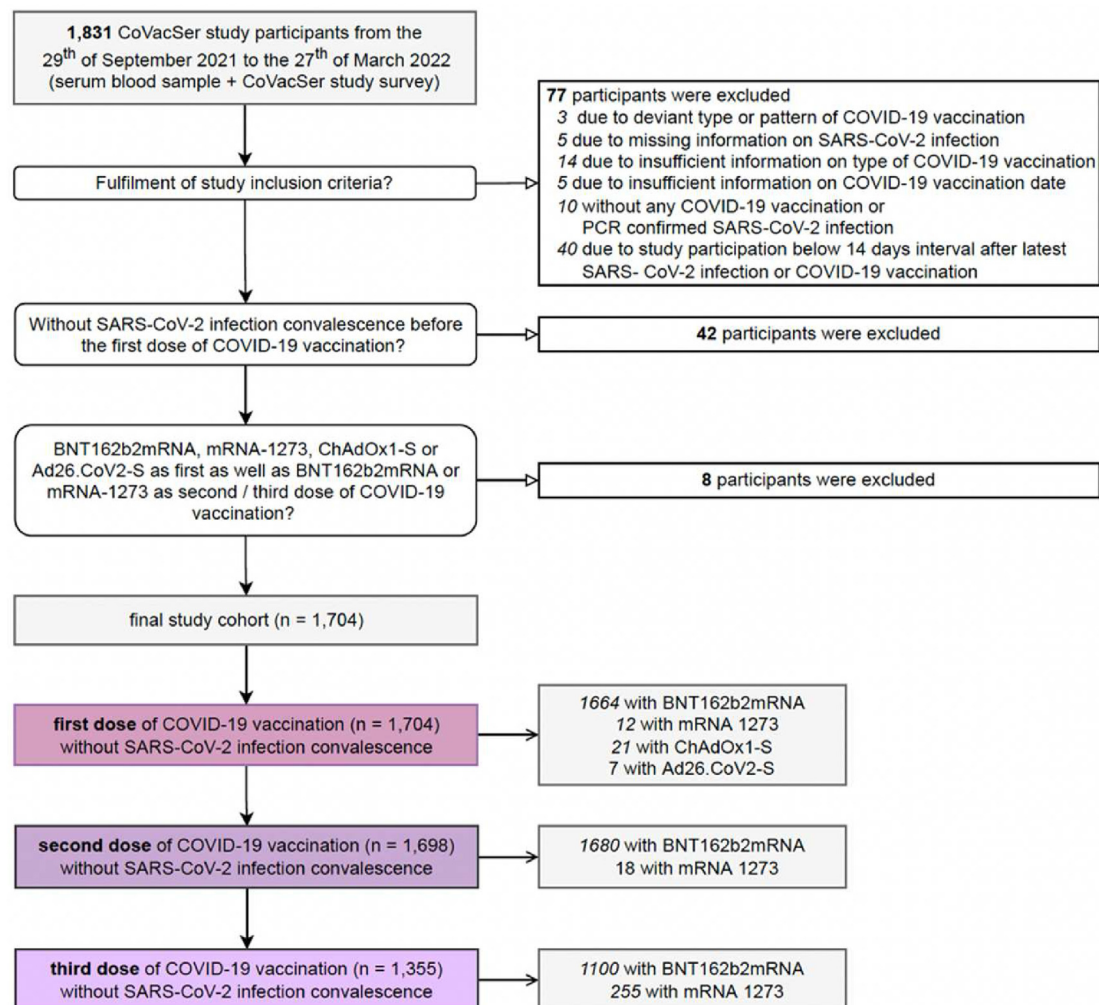 1,831 CoVacSer study participants from the
29th of September 2021 to the 27th of March 2022
(serum blood sample + CoVacSer study survey)
77 participants were excluded
3 due to deviant type or pattern of COVID-19 vaccination
5 due to missing information on SARS-CoV-2 infection
14 due to insufficient information on type of COVID-19 vaccination
5 due to insufficient information on COVID-19 vaccination date
10 without any COVID-19 vaccination or
PCR confirmed SARS-CoV-2 infection
40 due to study participation below 14 days interval after latest
SARS- CoV-2 infection or COVID-19 vaccination
Fulfilment of study inclusion criteria?
Without SARS-CoV-2 infection convalescence before
the first dose of COVID-19 vaccination?
42 participants were excluded
BNT162b2mRNA, mRNA-1273, ChAdOx1-S or
Ad26.CoV2-S as first as well as BNT162b2mRNA or
mRNA-1273 as second / third dose of COVID-19
vaccination?
8 participants were excluded
final study cohort (n = 1,704)
first dose of COVID-19 vaccination (n = 1,704)
without SARS-CoV-2 infection convalescence
1664 with BNT162b2mRNA
12 with mRNA 1273
21 with ChAdOx1-S
7 with Ad26.CoV2-S
second dose of COVID-19 vaccination (n = 1,698)
without SARS-CoV-2 infection convalescence
1680 with BNT162b2mRNA
18 with mRNA 1273
third dose of COVID-19 vaccination (n = 1,355)
without SARS-CoV-2 infection convalescence
1100 with BNT162b2mRNA
255 with mRNA 1273